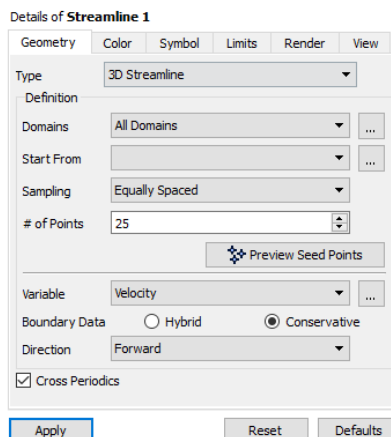 Details of Streamline 1
Geometry Color Symbol Limits Render View
Type 3D Streamline
Definition
Domains All Domains ...
Start From ...
Sampling Equally Spaced
# of Points 25
Preview Seed Points
Variable Velocity ...
Boundary Data Hybrid Conservative
Direction Forward
Cross Periodics
Apply Reset Defaults